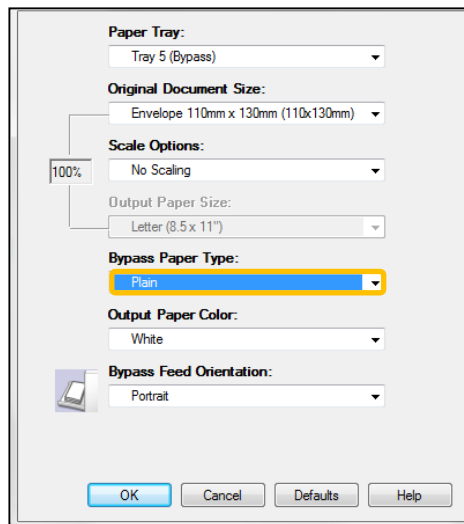 Paper Tray:
Tray 5 (Bypass)
Original Document Size:
Envelope 110mm x 130mm (110x130mm)
Scale Options:
100%
No Scaling
Output Paper Size:
Letter (8.5 x 11")
Bypass Paper Type:
Plain
Output Paper Color:
White
Bypass Feed Orientation:
Portrait
OK Cancel Defaults Help